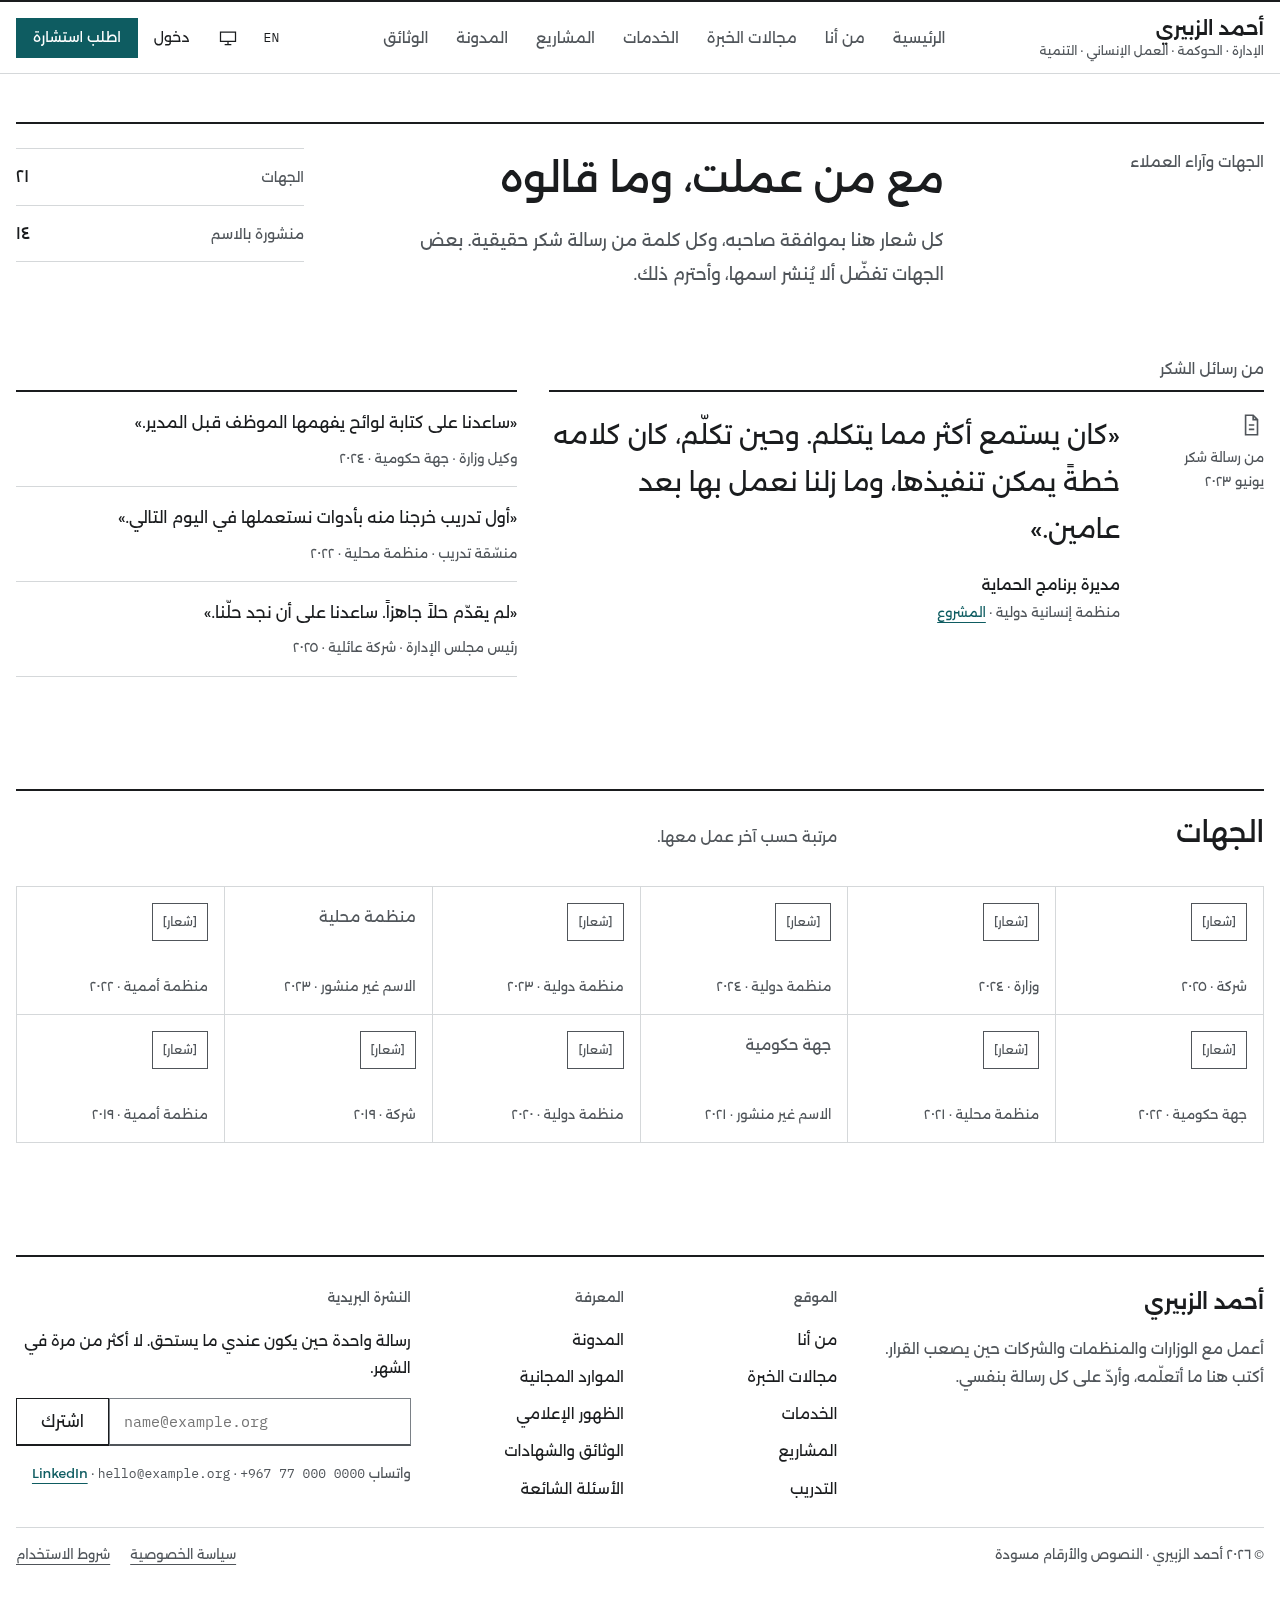 أحمد الزبيري
الإدارة · الحوكمة · العمل الإنساني · التنمية
الرئيسية
من أنا
مجالات الخبرة
الخدمات
المشاريع
المدونة
الوثائق
EN
دخول
اطلب استشارة
الجهات وآراء العملاء
مع من عملت، وما قالوه
كل شعار هنا بموافقة صاحبه، وكل كلمة من رسالة شكر حقيقية. بعض
الجهات تفضّل ألا يُنشر اسمها، وأحترم ذلك.
الجهات ٢١
منشورة بالاسم ١٤
من رسائل الشكر
من رسالة شكر
يونيو ٢٠٢٣
«كان يستمع أكثر مما يتكلم. وحين تكلّم، كان كلامه
خطةً يمكن تنفيذها، وما زلنا نعمل بها بعد
عامين.»
مديرة برنامج الحماية
منظمة إنسانية دولية · المشروع
«ساعدنا على كتابة لوائح يفهمها الموظف قبل المدير.»
وكيل وزارة · جهة حكومية · ٢٠٢٤
«أول تدريب خرجنا منه بأدوات نستعملها في اليوم التالي.»
منسّقة تدريب · منظمة محلية · ٢٠٢٢
«لم يقدّم حلاً جاهزاً. ساعدنا على أن نجد حلّنا.»
رئيس مجلس الإدارة · شركة عائلية · ٢٠٢٥
الجهات
مرتبة حسب آخر عمل معها.
[شعار]
شركة · ٢٠٢٥
[شعار]
وزارة · ٢٠٢٤
[شعار]
منظمة دولية · ٢٠٢٤
[شعار]
منظمة دولية · ٢٠٢٣
منظمة محلية
الاسم غير منشور · ٢٠٢٣
[شعار]
منظمة أممية · ٢٠٢٢
[شعار]
جهة حكومية · ٢٠٢٢
[شعار]
منظمة محلية · ٢٠٢١
جهة حكومية
الاسم غير منشور · ٢٠٢١
[شعار]
منظمة دولية · ٢٠٢٠
[شعار]
شركة · ٢٠١٩
[شعار]
منظمة أممية · ٢٠١٩
أحمد الزبيري
أعمل مع الوزارات والمنظمات والشركات حين يصعب القرار.
أكتب هنا ما أتعلّمه، وأردّ على كل رسالة بنفسي.
الموقع
من أنا
مجالات الخبرة
الخدمات
المشاريع
التدريب
المعرفة
المدونة
الموارد المجانية
الظهور الإعلامي
الوثائق والشهادات
الأسئلة الشائعة
النشرة البريدية
رسالة واحدة حين يكون عندي ما يستحق. لا أكثر من مرة في
الشهر.
name@example.org
اشترك
واتساب +967 77 000 0000 · hello@example.org · LinkedIn
© ٢٠٢٦ أحمد الزبيري · النصوص والأرقام مسودة
سياسة الخصوصية
شروط الاستخدام